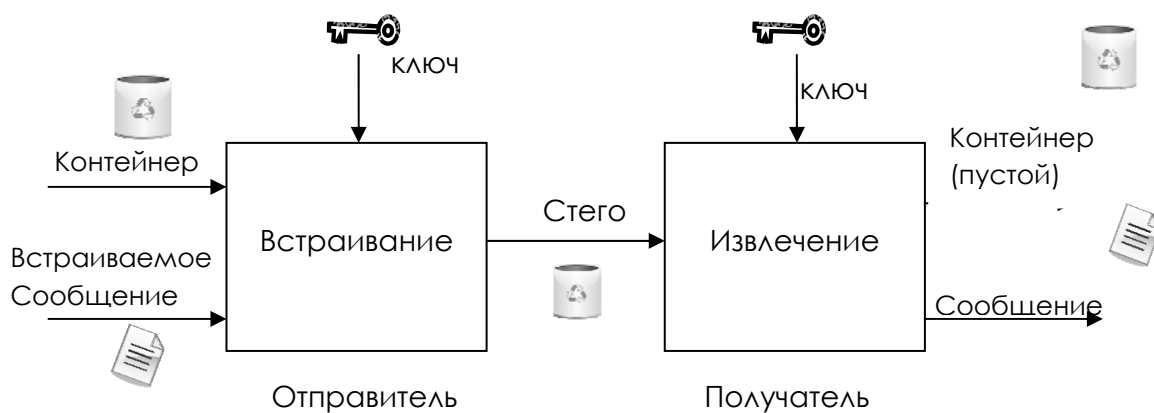 ключ
ключ
Контейнер
Контейнер
(пустой)
Стего
Встраивание
Извлечение
Встраиваемое
Сообщение
Сообщение
Отправитель
Получатель